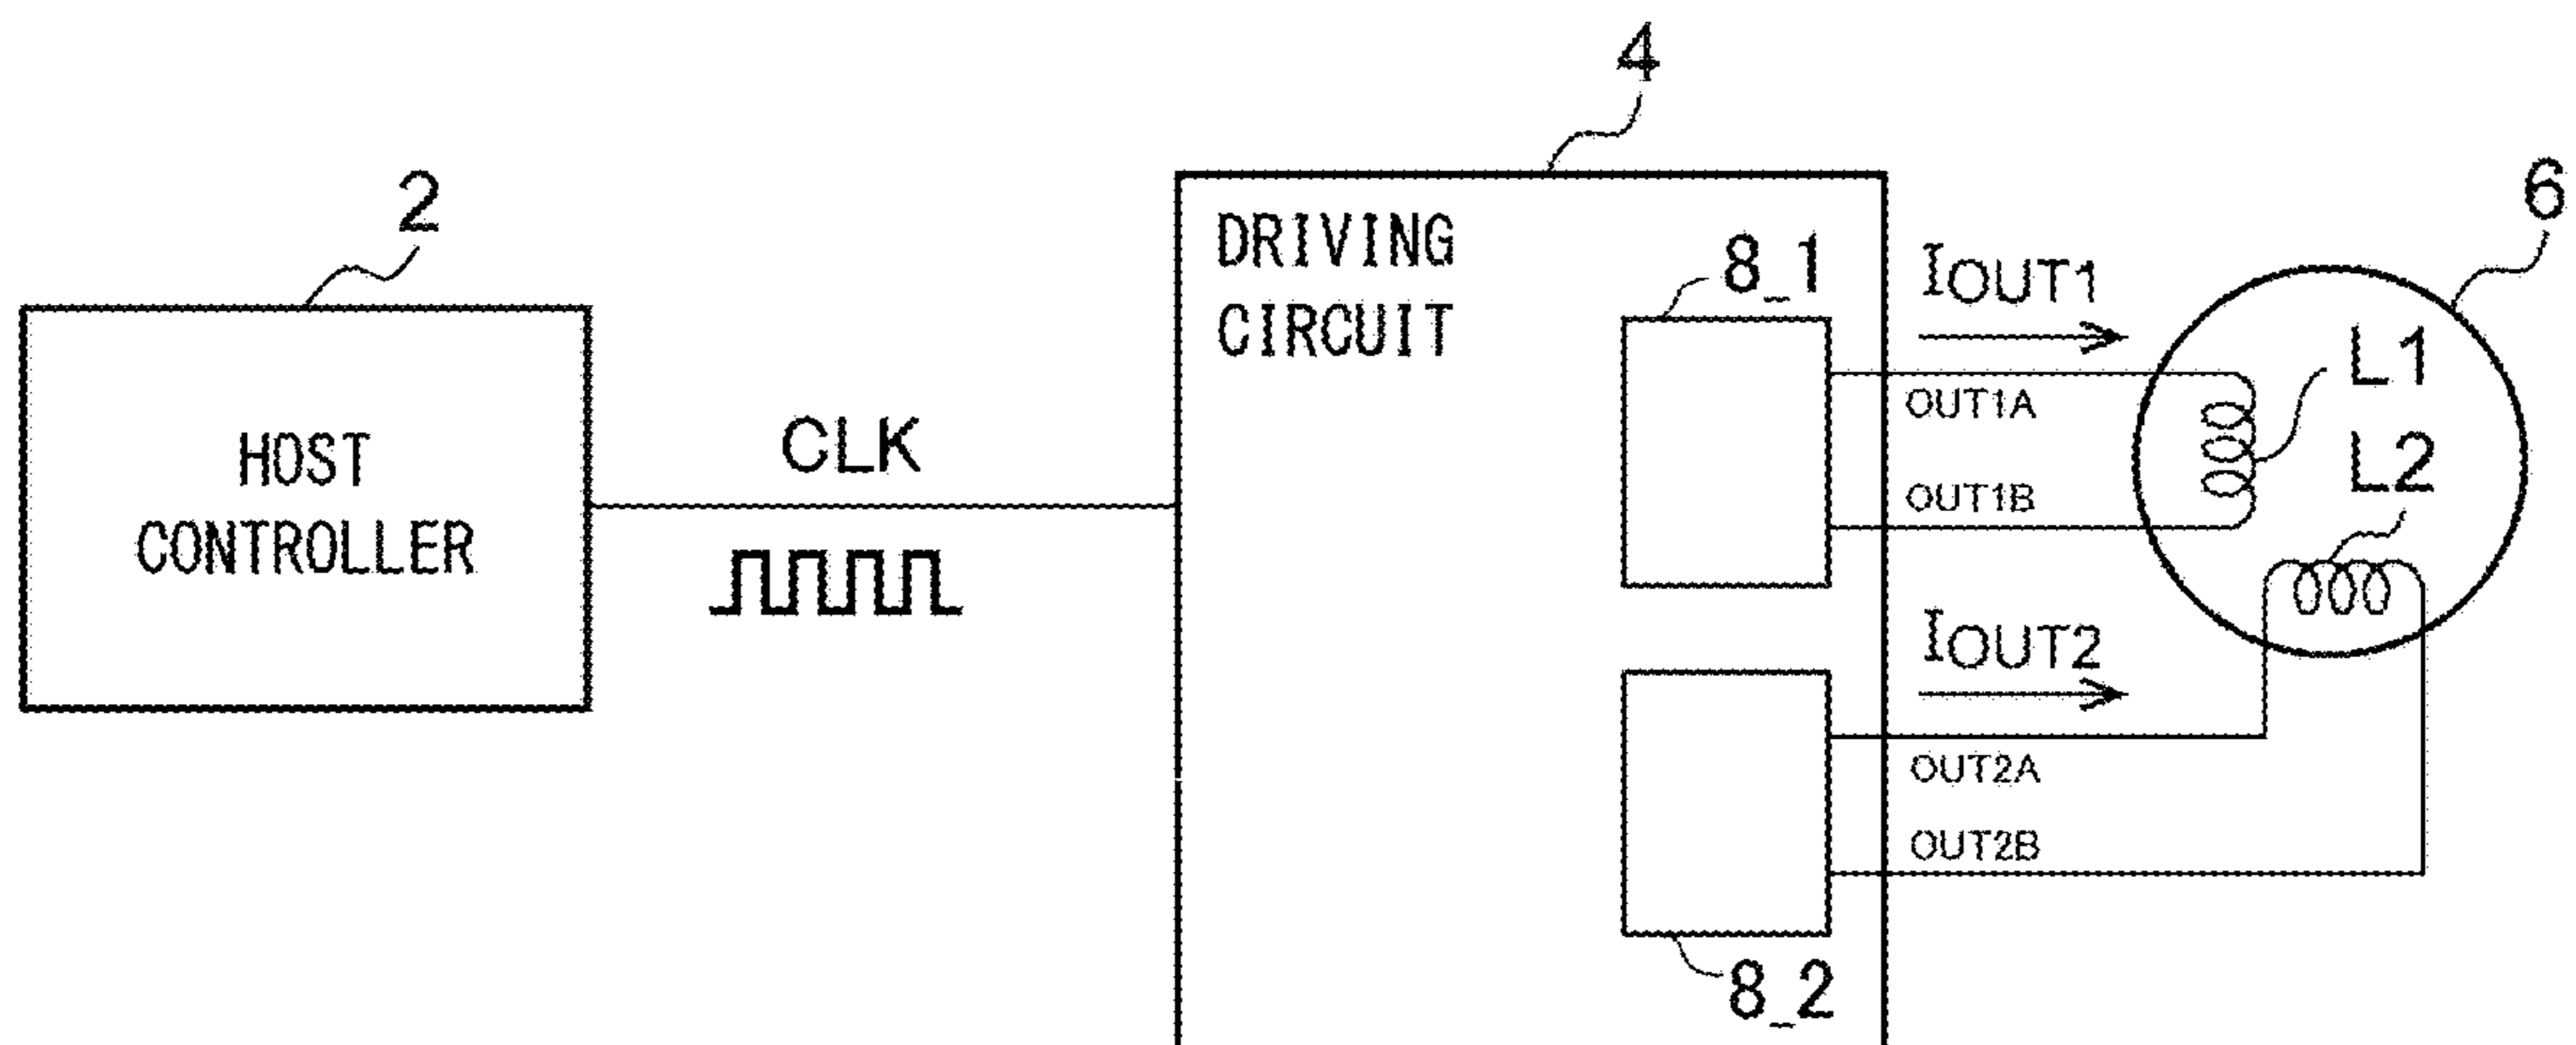 4
6
2
DRIVING
CIRCUIT
8_1
IOUT1
L1
OUT1A
HOST
CONTROLLER
CLK
L2
OUT1B
IOUT2
OUT2A
OUT2B
8_2